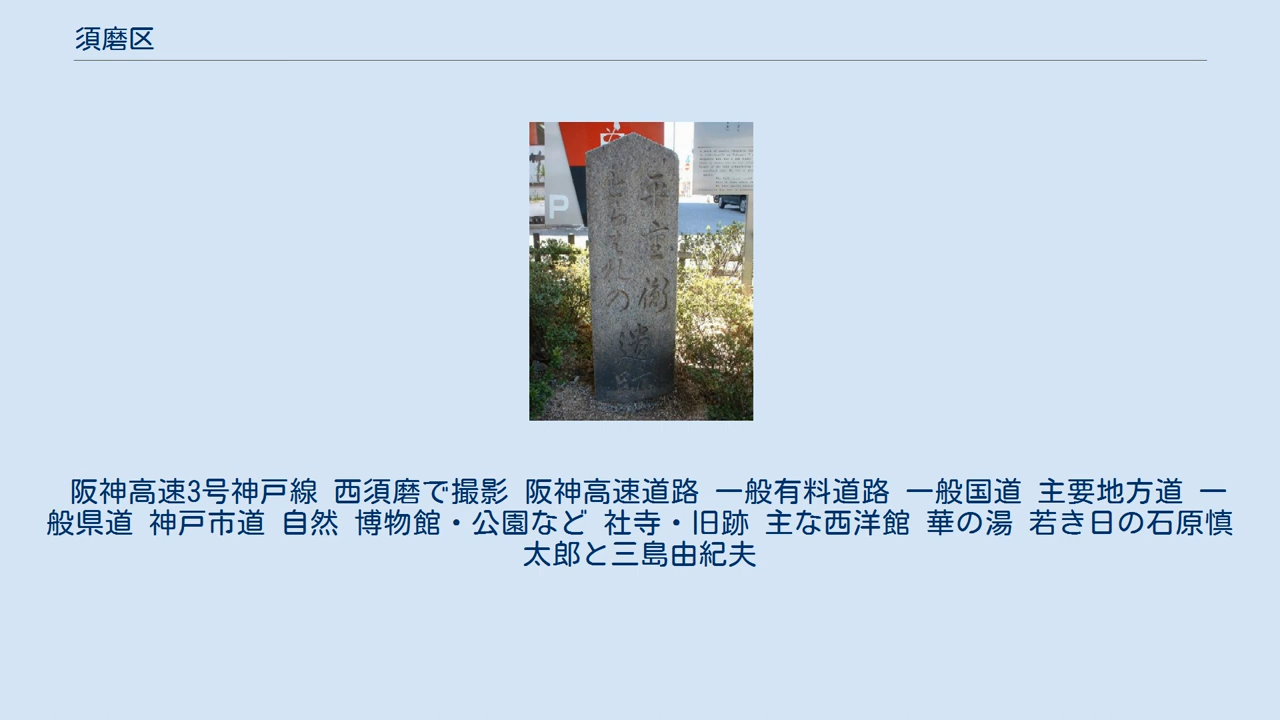 須磨区
P
平重衡
とらはれの
遺跡
阪神高速3号神戸線 西須磨で撮影 阪神高速道路 一般有料道路 一般国道 主要地方道 一
般県道 神戸市道 自然 博物館・公園など 社寺・旧跡 主な西洋館 華の湯 若き日の石原慎
太郎と三島由紀夫